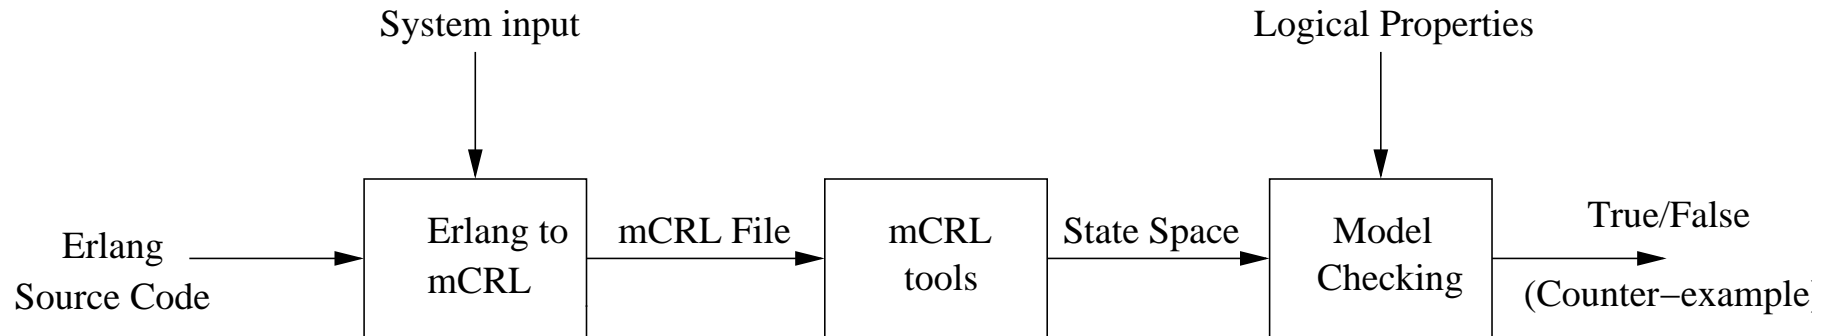 System input
Logical Properties
Erlang
Source Code
Erlang to
mCRL
mCRL File
mCRL
tools
State Space
Model
Checking
True/False
(Counter−example)